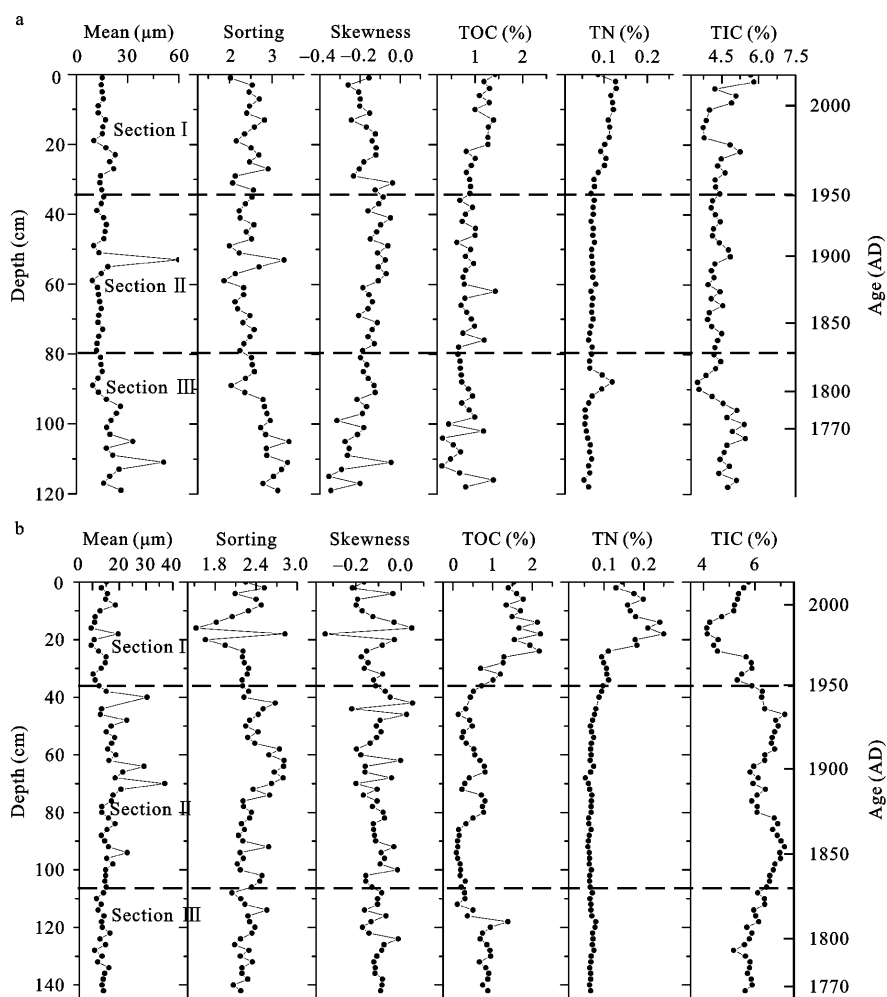 a
Mean (μm) Sorting Skewness TOC (%) TN (%) TIC (%)
0 30 60 2 3 −0.4 0.0 1 2 0.1 0.2 4.5 6.0 7.5
0
20
40
60
80
100
120
Depth (cm)
Section I
Section II
Section III
2000
1950
1900
1850
1800
1770
Age (AD)
b
Mean (μm) Sorting Skewness TOC (%) TN (%) TIC (%)
0 10 20 30 40 1.8 2.4 3.0 −0.2 0.0 0 1 2 0.1 0.2 4 6
0
20
40
60
80
100
120
140
Depth (cm)
Section I
Section II
Section III
2000
1950
1900
1850
1800
1770
Age (AD)